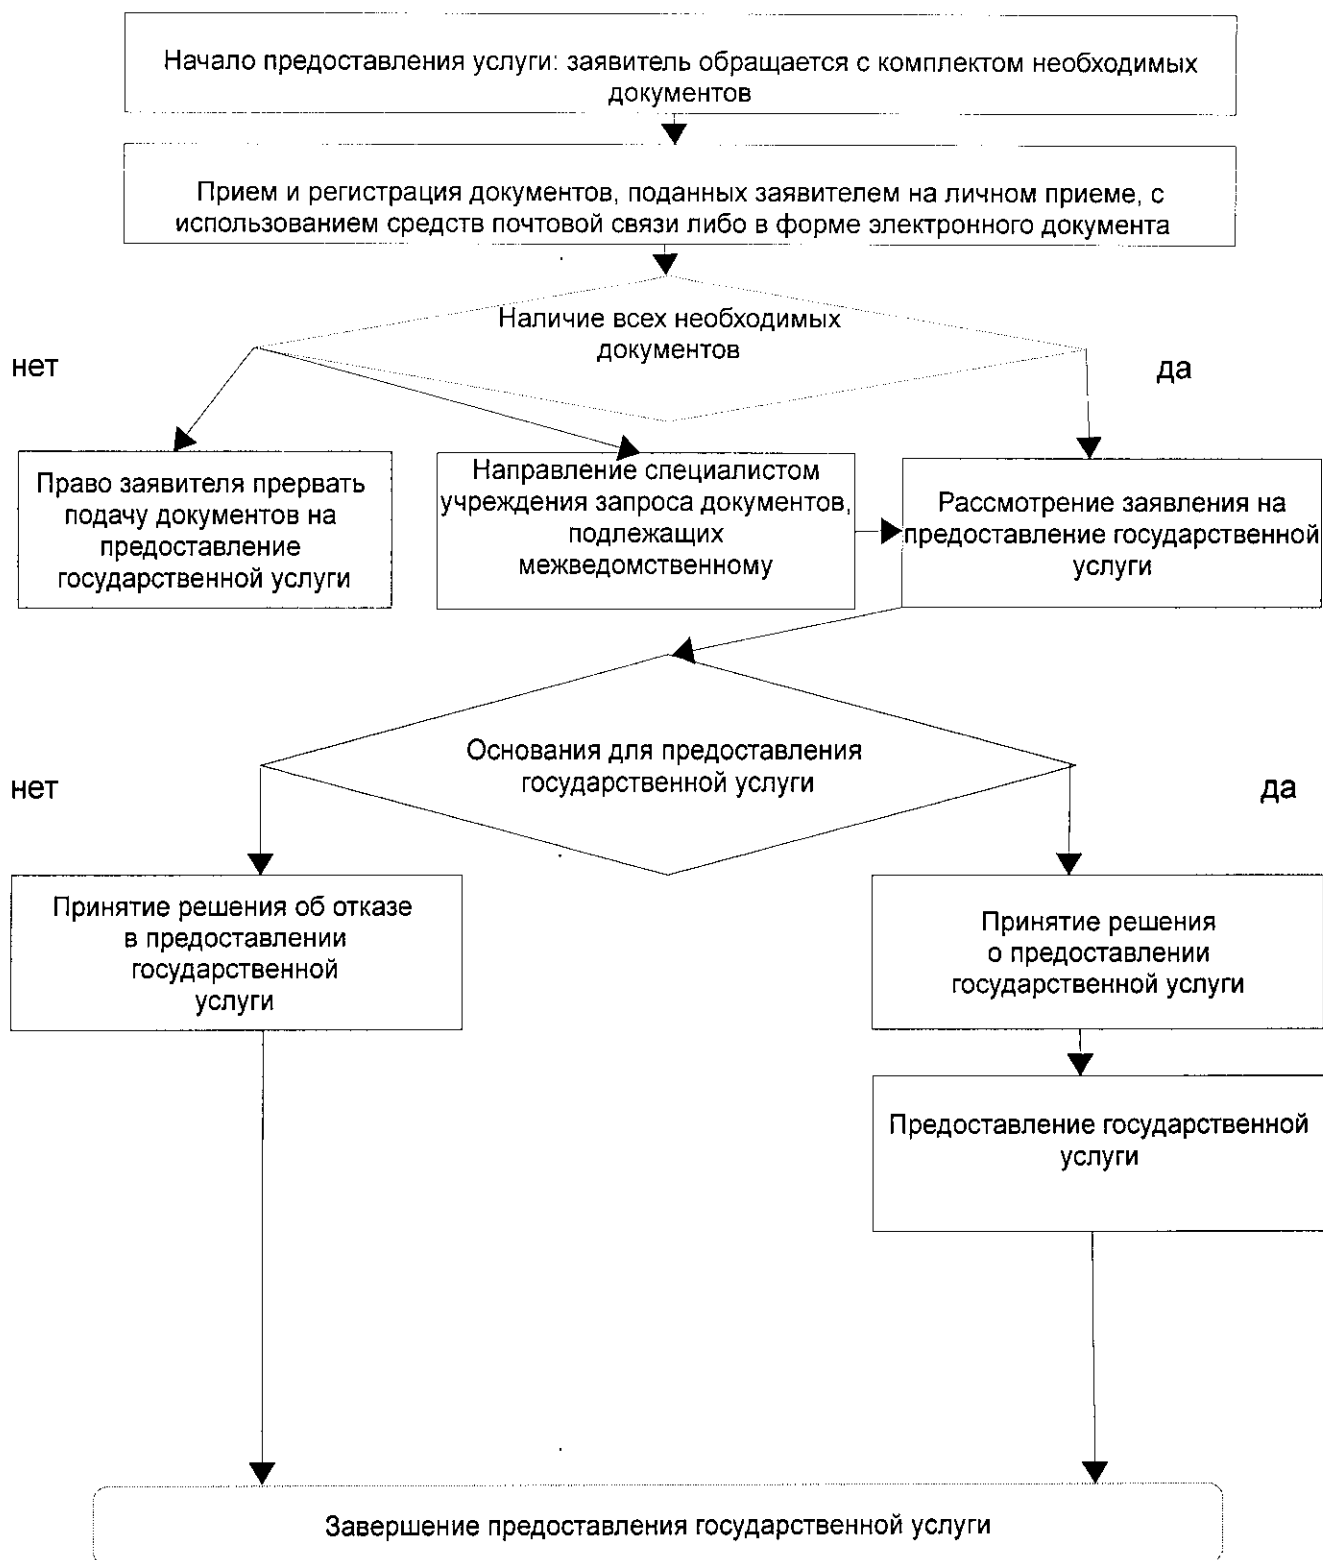 Начало предоставления услуги: заявитель обращается с комплектом необходимых
документов
Прием и регистрация документов, поданных заявителем на личном приеме, с
использованием средств почтовой связи либо в форме электронного документа
Наличие всех необходимых
документов
нет
да
Право заявителя прервать
подачу документов на
предоставление
государственной услуги
Направление специалистом
учреждения запроса документов,
подлежащих
межведомственному
Рассмотрение заявления на
предоставление государственной
услуги
Основания для предоставления
государственной услуги
нет
да
Принятие решения об отказе
в предоставлении
государственной
услуги
Принятие решения
о предоставлении
государственной услуги
Предоставление государственной
услуги
Завершение предоставления государственной услуги